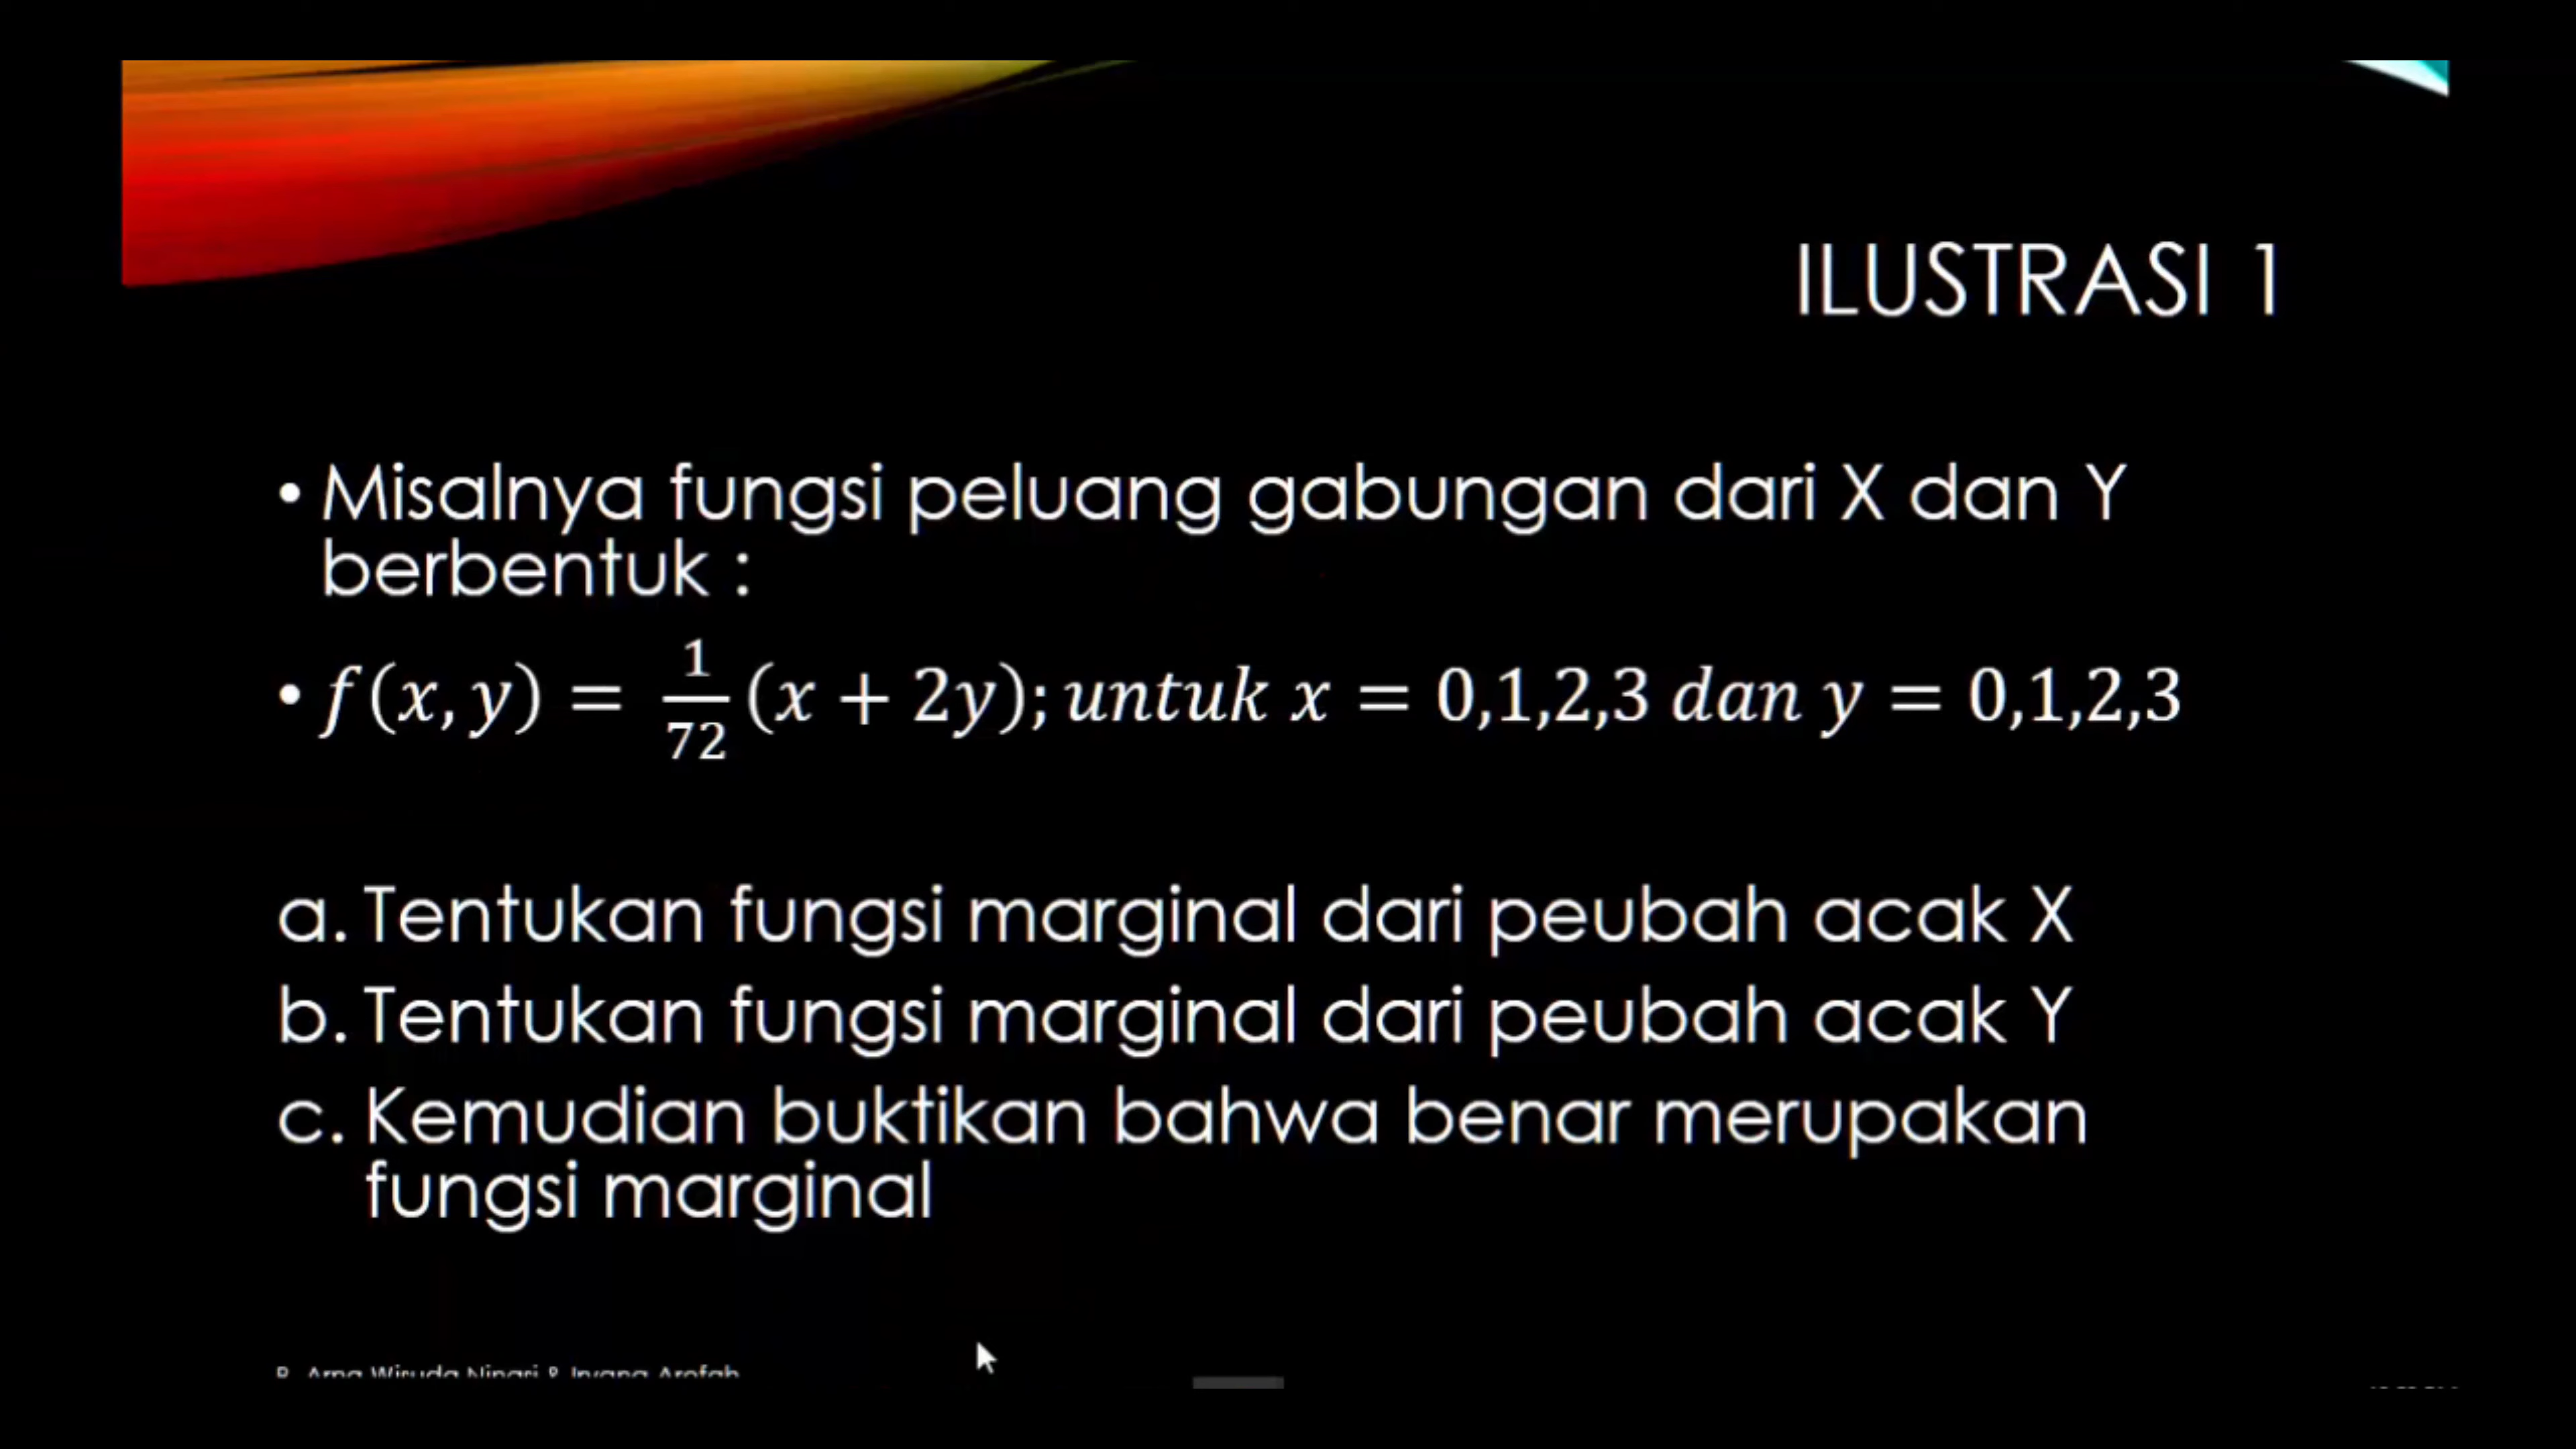 ILUSTRASI 1
• Misalnya fungsi peluang gabungan dari X dan Y
berbentuk :
• f(x, y) = 1/72 (x + 2y); untuk x = 0,1,2,3 dan y = 0,1,2,3
a. Tentukan fungsi marginal dari peubah acak X
b. Tentukan fungsi marginal dari peubah acak Y
c. Kemudian buktikan bahwa benar merupakan
fungsi marginal